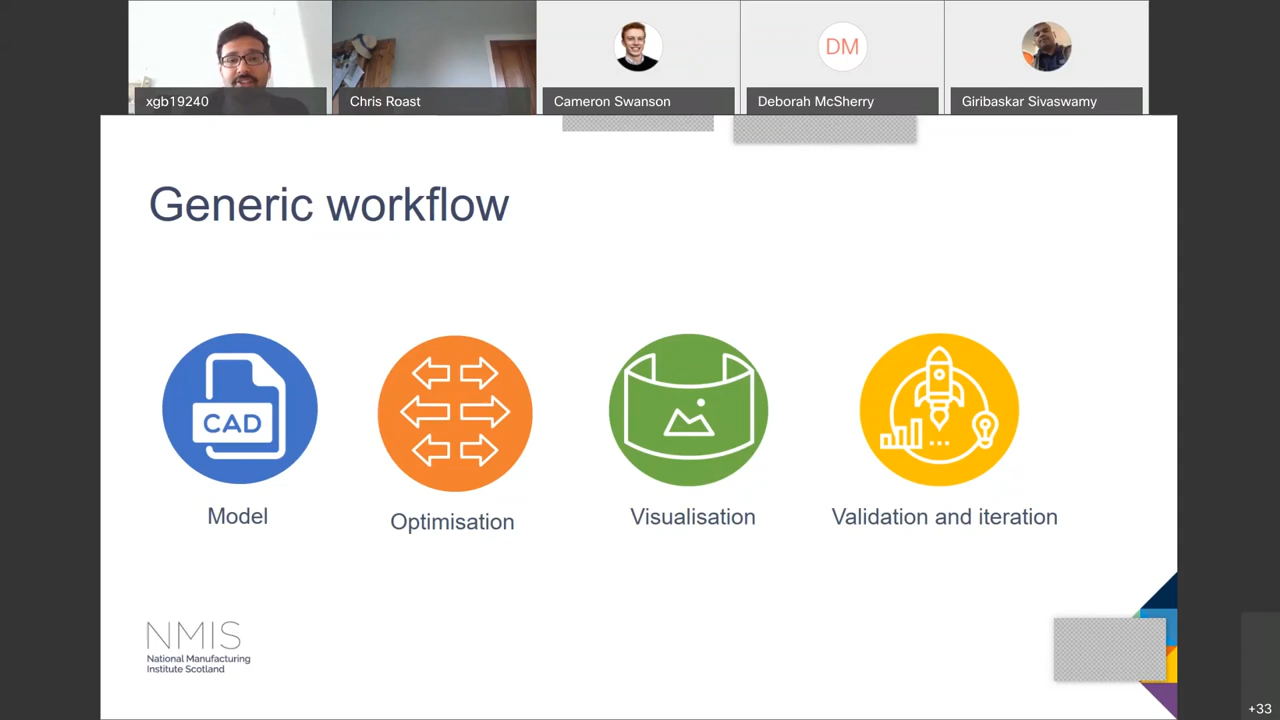 xgb19240
Chris Roast
Cameron Swanson
DM
Deborah McSherry
Giribaskar Sivaswamy
Generic workflow
CAD
Model
Optimisation
Visualisation
Validation and iteration
NMIS
National Manufacturing
Institute Scotland
+33